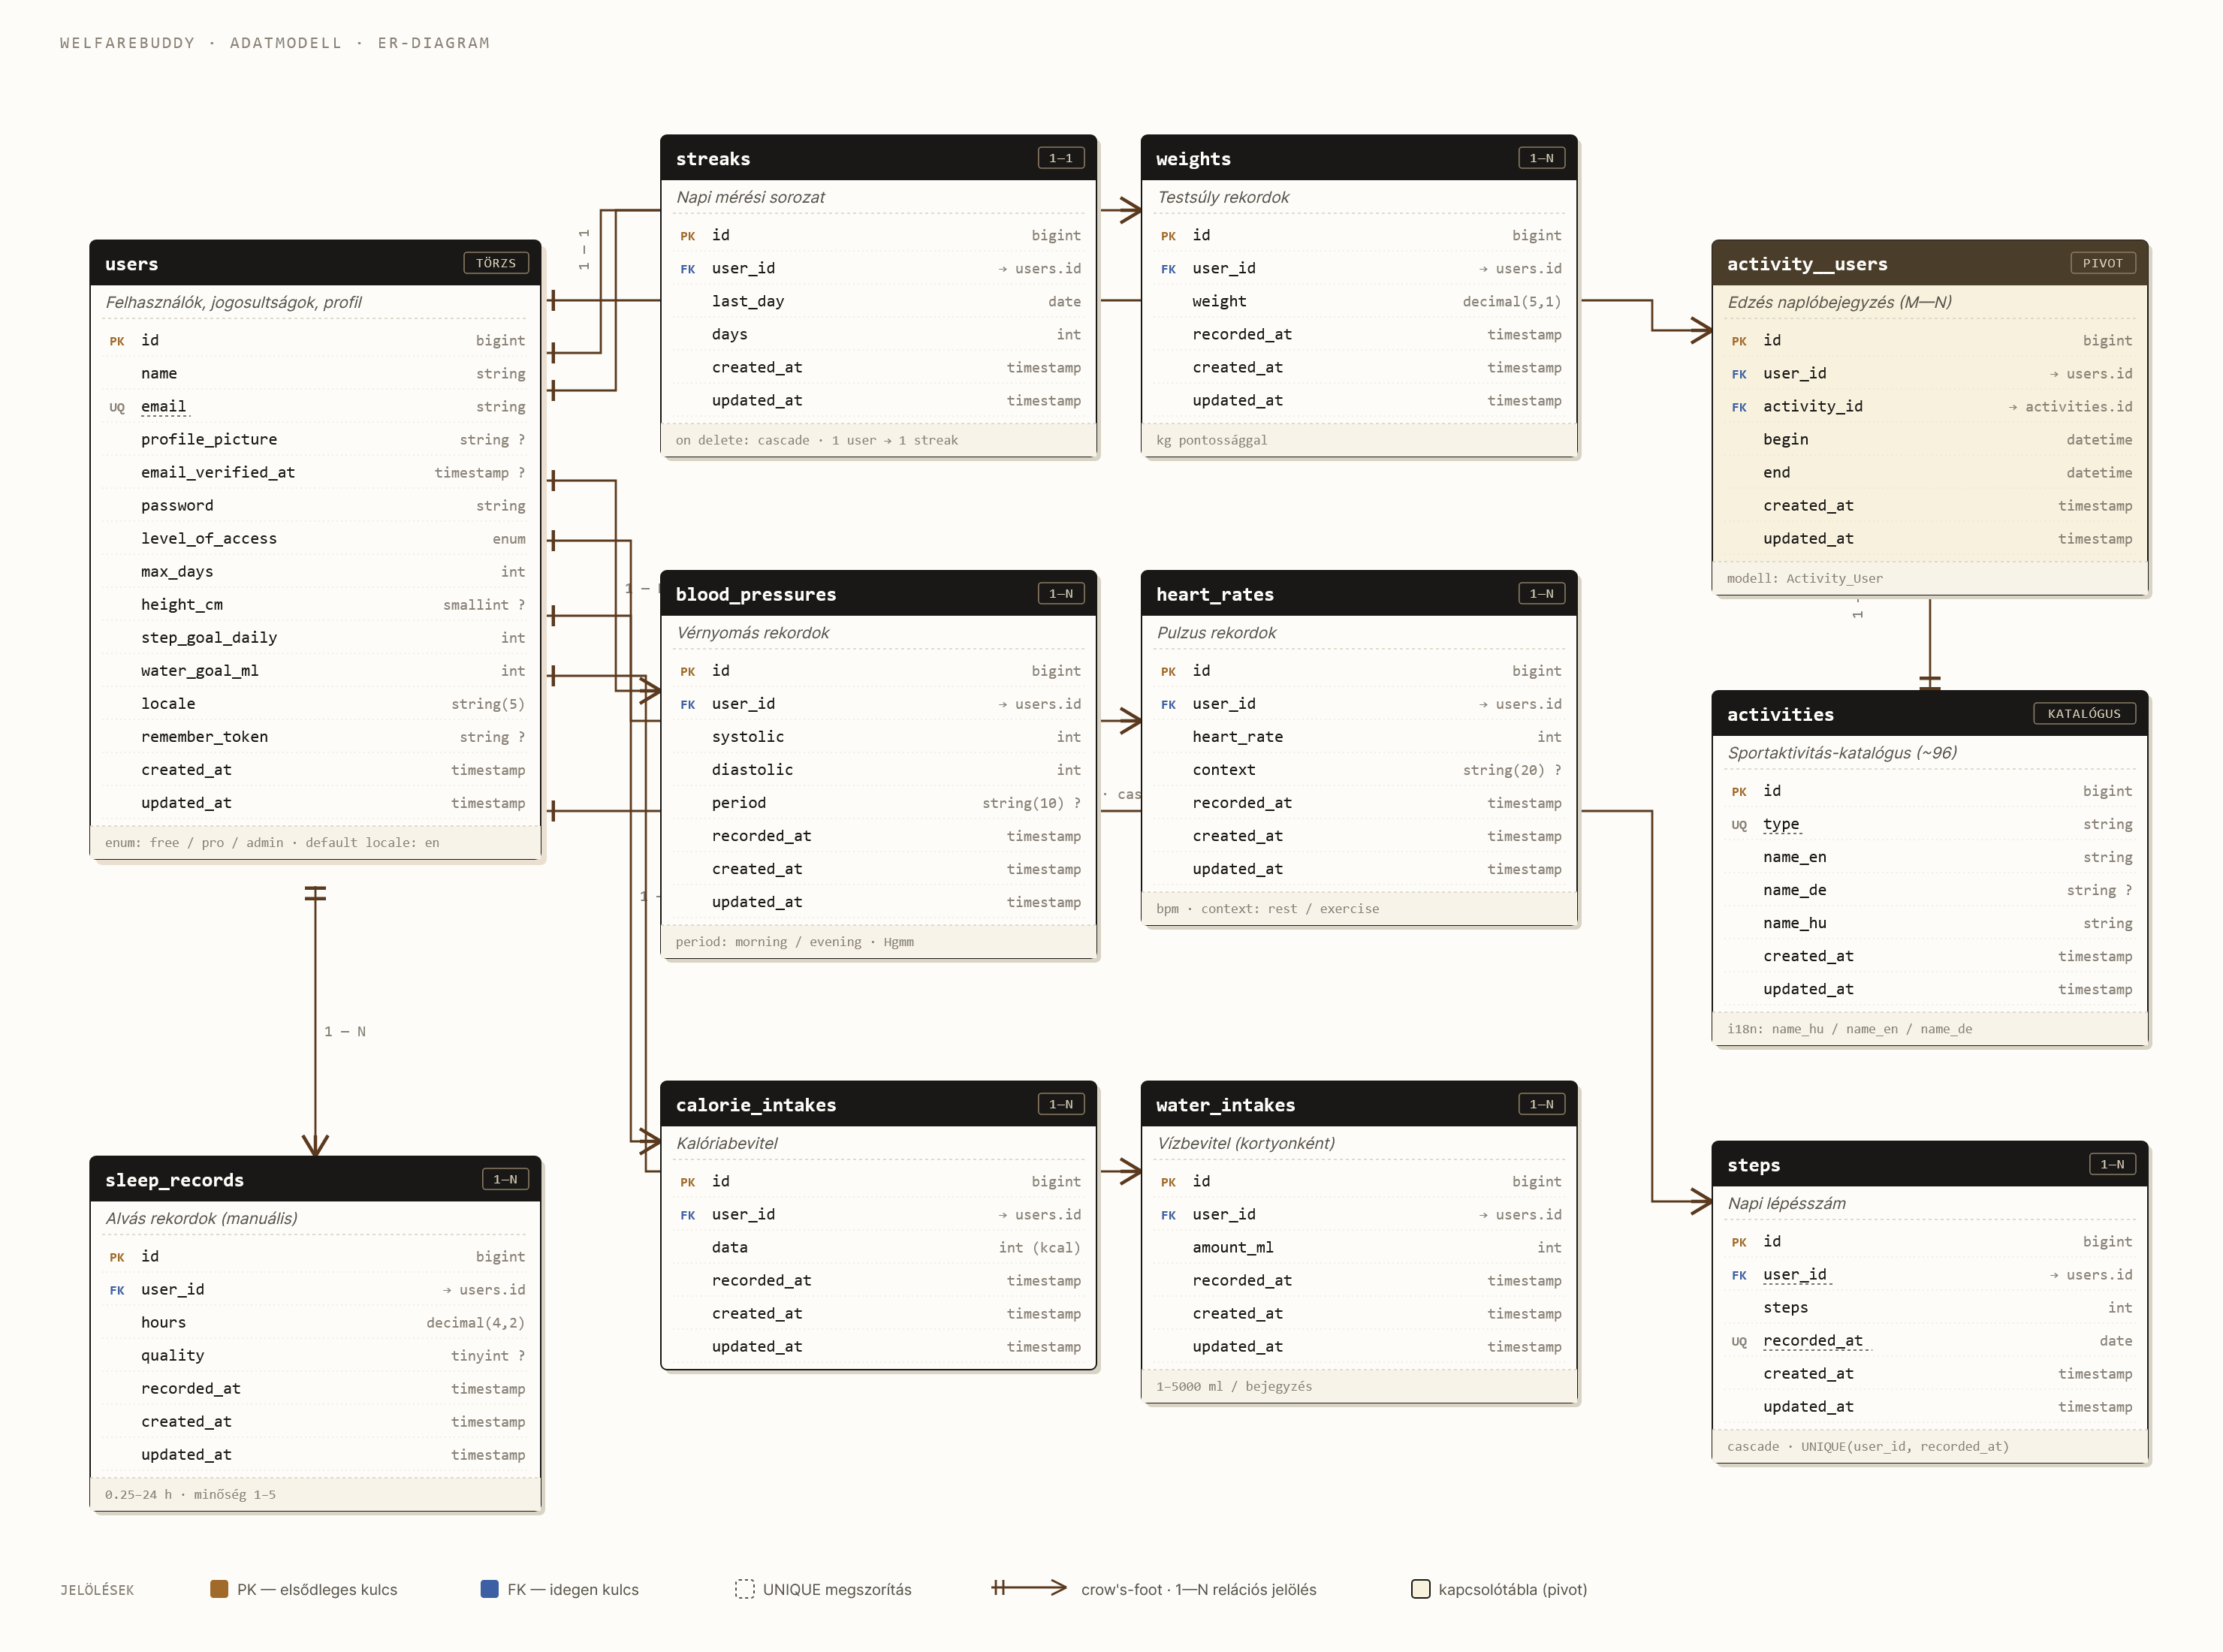 WELFAREBUDDY · ADATMODELL · ER-DIAGRAM
users TÖRZS
Felhasználók, jogosultságok, profil
PK id bigint
name string
UQ email string
profile_picture string ?
email_verified_at timestamp ?
password string
level_of_access enum
max_days int
height_cm smallint ?
step_goal_daily int
water_goal_ml int
locale string(5)
remember_token string ?
created_at timestamp
updated_at timestamp
enum: free / pro / admin · default locale: en
1 — 1
streaks 1—1
Napi mérési sorozat
PK id bigint
FK user_id → users.id
last_day date
days int
created_at timestamp
updated_at timestamp
on delete: cascade · 1 user → 1 streak
weights 1—N
Testsúly rekordok
PK id bigint
FK user_id → users.id
weight decimal(5,1)
recorded_at timestamp
created_at timestamp
updated_at timestamp
kg pontossággal
activity__users PIVOT
Edzés naplóbejegyzés (M—N)
PK id bigint
FK user_id → users.id
FK activity_id → activities.id
begin datetime
end datetime
created_at timestamp
updated_at timestamp
modell: Activity_User
1 —
blood_pressures 1—N
Vérnyomás rekordok
PK id bigint
FK user_id → users.id
systolic int
diastolic int
period string(10) ?
recorded_at timestamp
created_at timestamp
updated_at timestamp
period: morning / evening · Hgmm
1 —
· cas
heart_rates 1—N
Pulzus rekordok
PK id bigint
FK user_id → users.id
heart_rate int
context string(20) ?
recorded_at timestamp
created_at timestamp
updated_at timestamp
bpm · context: rest / exercise
activities KATALÓGUS
Sportaktivitás-katalógus (~96)
PK id bigint
UQ type string
name_en string
name_de string ?
name_hu string
created_at timestamp
updated_at timestamp
i18n: name_hu / name_en / name_de
1 — N
sleep_records 1—N
Alvás rekordok (manuális)
PK id bigint
FK user_id → users.id
hours decimal(4,2)
quality tinyint ?
recorded_at timestamp
created_at timestamp
updated_at timestamp
0.25–24 h · minőség 1–5
calorie_intakes 1—N
Kalóriabevitel
PK id bigint
FK user_id → users.id
data int (kcal)
recorded_at timestamp
created_at timestamp
updated_at timestamp
water_intakes 1—N
Vízbevitel (kortyonként)
PK id bigint
FK user_id → users.id
amount_ml int
recorded_at timestamp
created_at timestamp
updated_at timestamp
1–5000 ml / bejegyzés
steps 1—N
Napi lépésszám
PK id bigint
FK user_id → users.id
steps int
UQ recorded_at date
created_at timestamp
updated_at timestamp
cascade · UNIQUE(user_id, recorded_at)
JELÖLÉSEK PK — elsődleges kulcs FK — idegen kulcs UNIQUE megszorítás crow's-foot · 1—N relációs jelölés kapcsolótábla (pivot)